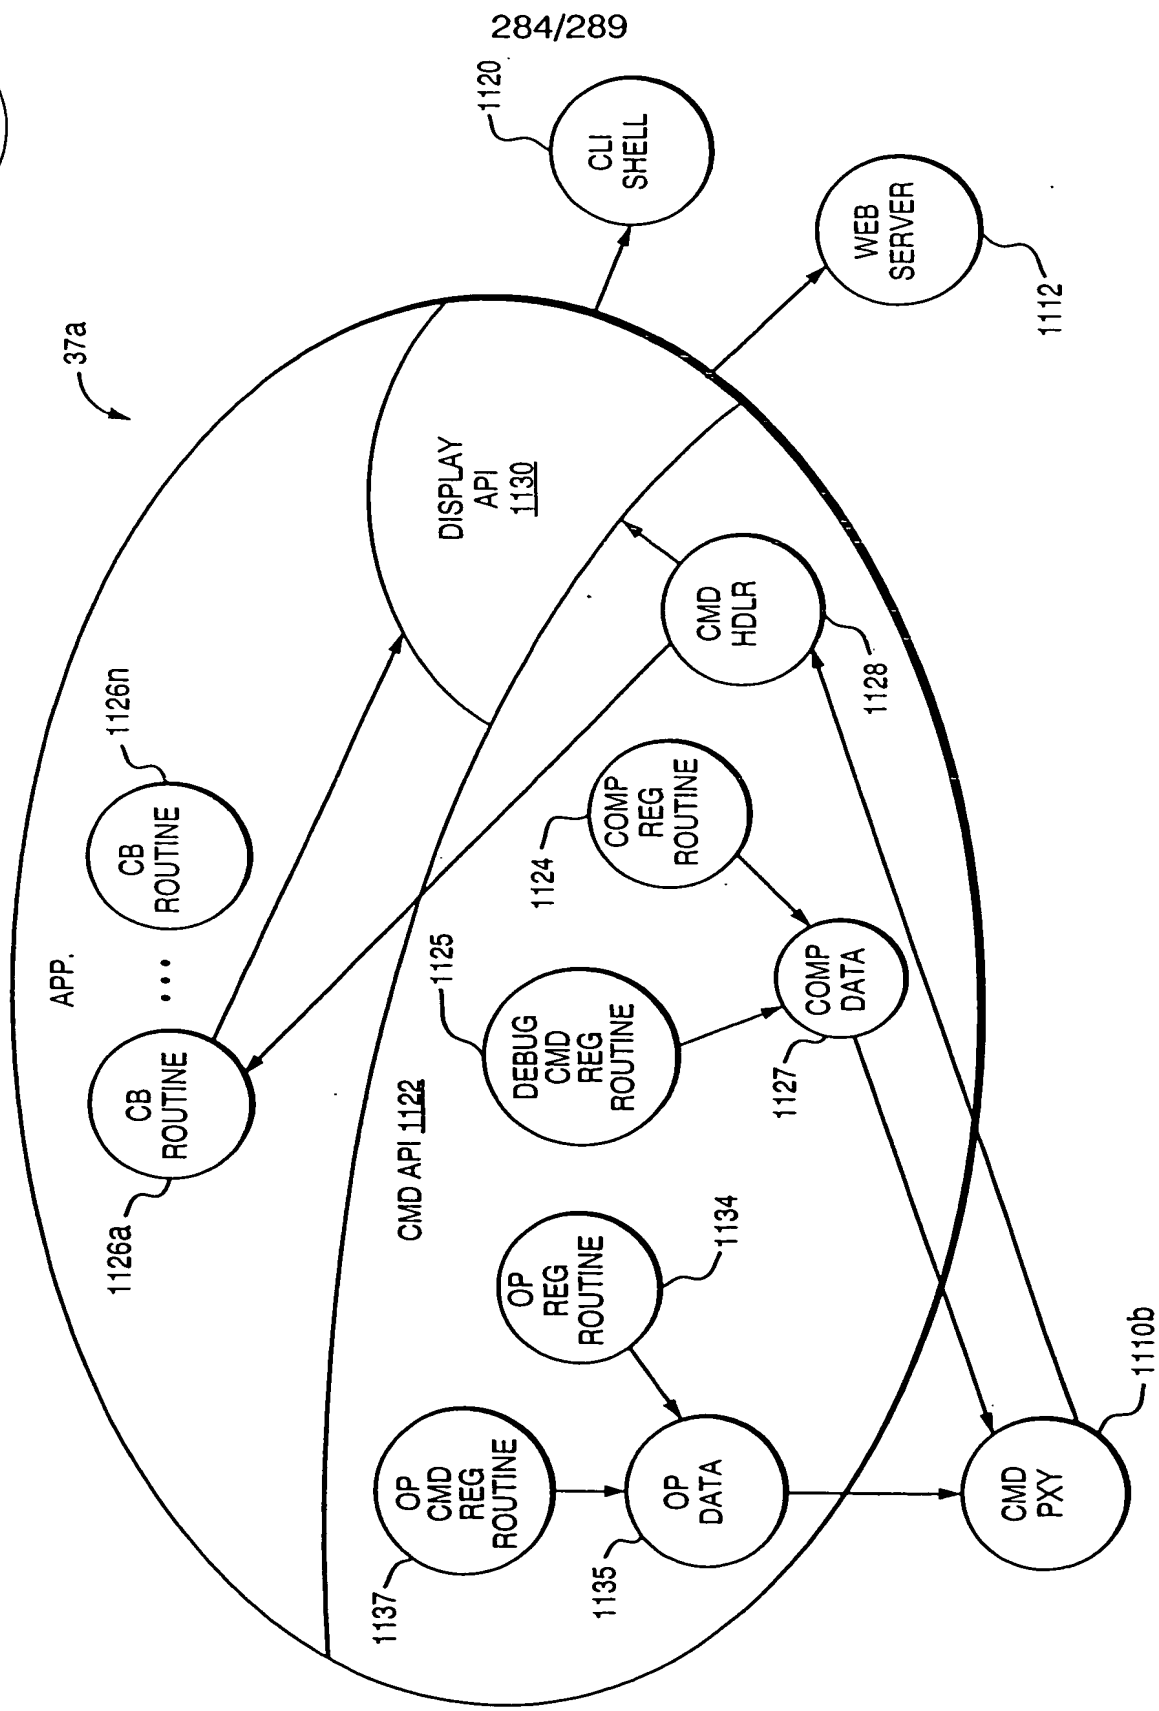 284/289
37a
1120
CLI
SHELL
WEB
SERVER
1112
DISPLAY
API
1130
APP.
CB
ROUTINE
1126n
...
CB
ROUTINE
1126a
CMD API 1122
CMD
HDLR
1128
COMP
REG
ROUTINE
1124
DEBUG
CMD
REG
ROUTINE
1125
COMP
DATA
1127
OP
REG
ROUTINE
1134
OP
CMD
REG
ROUTINE
1137
OP
DATA
1135
CMD
PXY
1110b